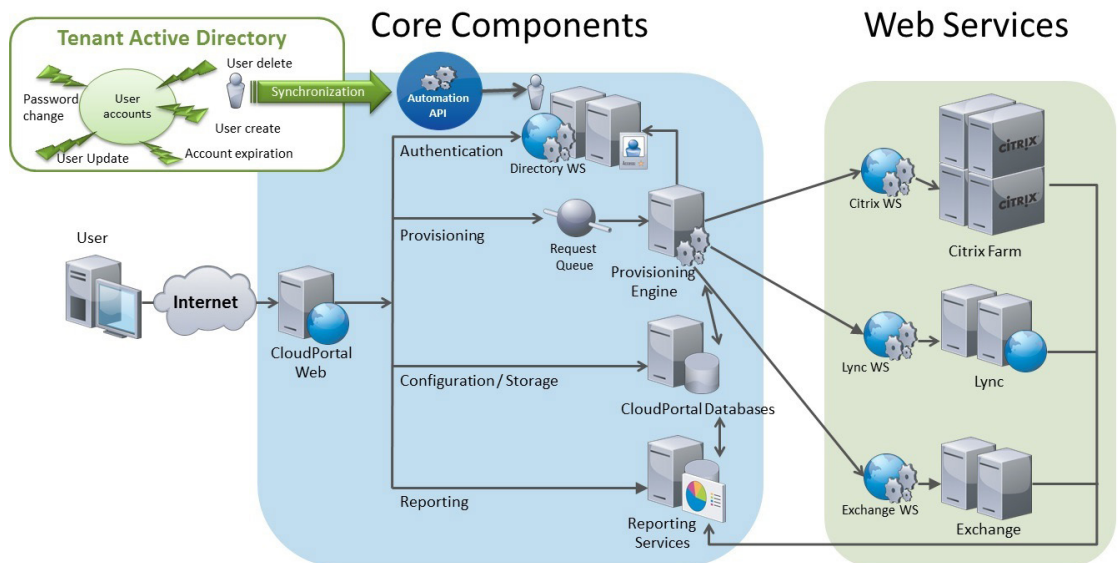 Core Components
Web Services
Tenant Active Directory
User delete
Password
change
User
accounts
Synchronization
User create
User Update
Account expiration
Automation
API
Authentication
Directory WS
Provisioning
Request
Queue
Provisioning
Engine
Citrix WS
CITRIX
CITRIX
Citrix Farm
User
Internet
CloudPortal
Web
Configuration / Storage
CloudPortal Databases
Lync WS
Lync
Reporting
Reporting
Services
Exchange WS
Exchange